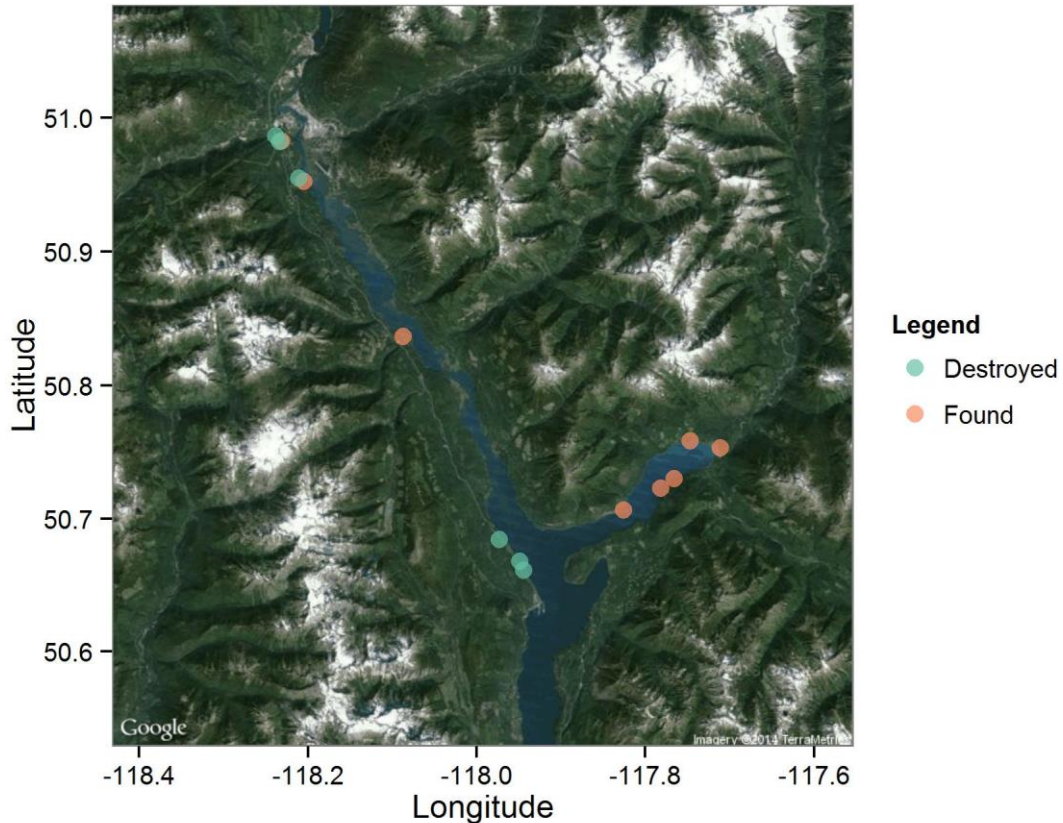 51.0
50.9
50.8
50.7
50.6
Latitude
-118.4
-118.2
-118.0
-117.8
-117.6
Longitude
Legend
Destroyed
Found
Google
Imagery ©2014 TerraMetrics